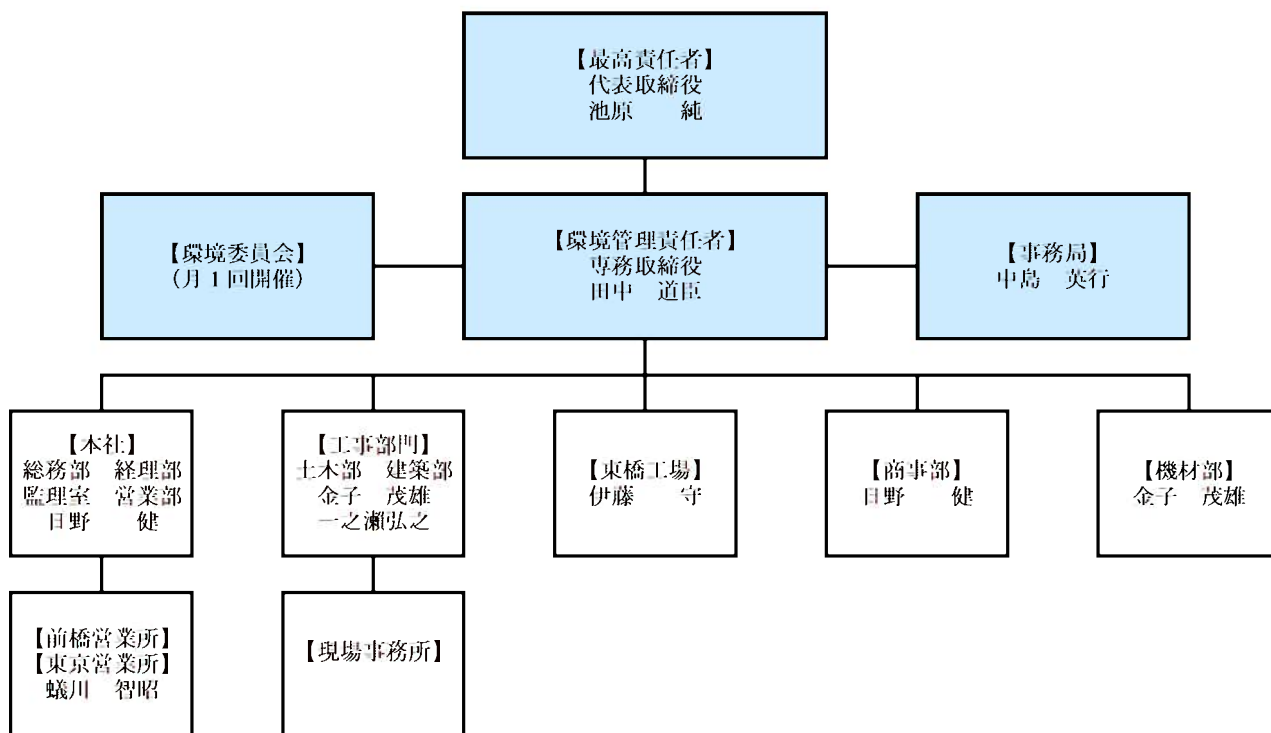 【最高責任者】
代表取締役
池原　　純
【環境委員会】
（月１回開催）
【環境管理責任者】
専務取締役
田中　道臣
【事務局】
中島　英行
【本社】
総務部　経理部
監理室　営業部
日野　　健
【工事部門】
土木部　建築部
金子　茂雄
一之瀬弘之
【東橋工場】
伊藤　　守
【商事部】
日野　　健
【機材部】
金子　茂雄
【前橋営業所】
【東京営業所】
蟻川　智昭
【現場事務所】